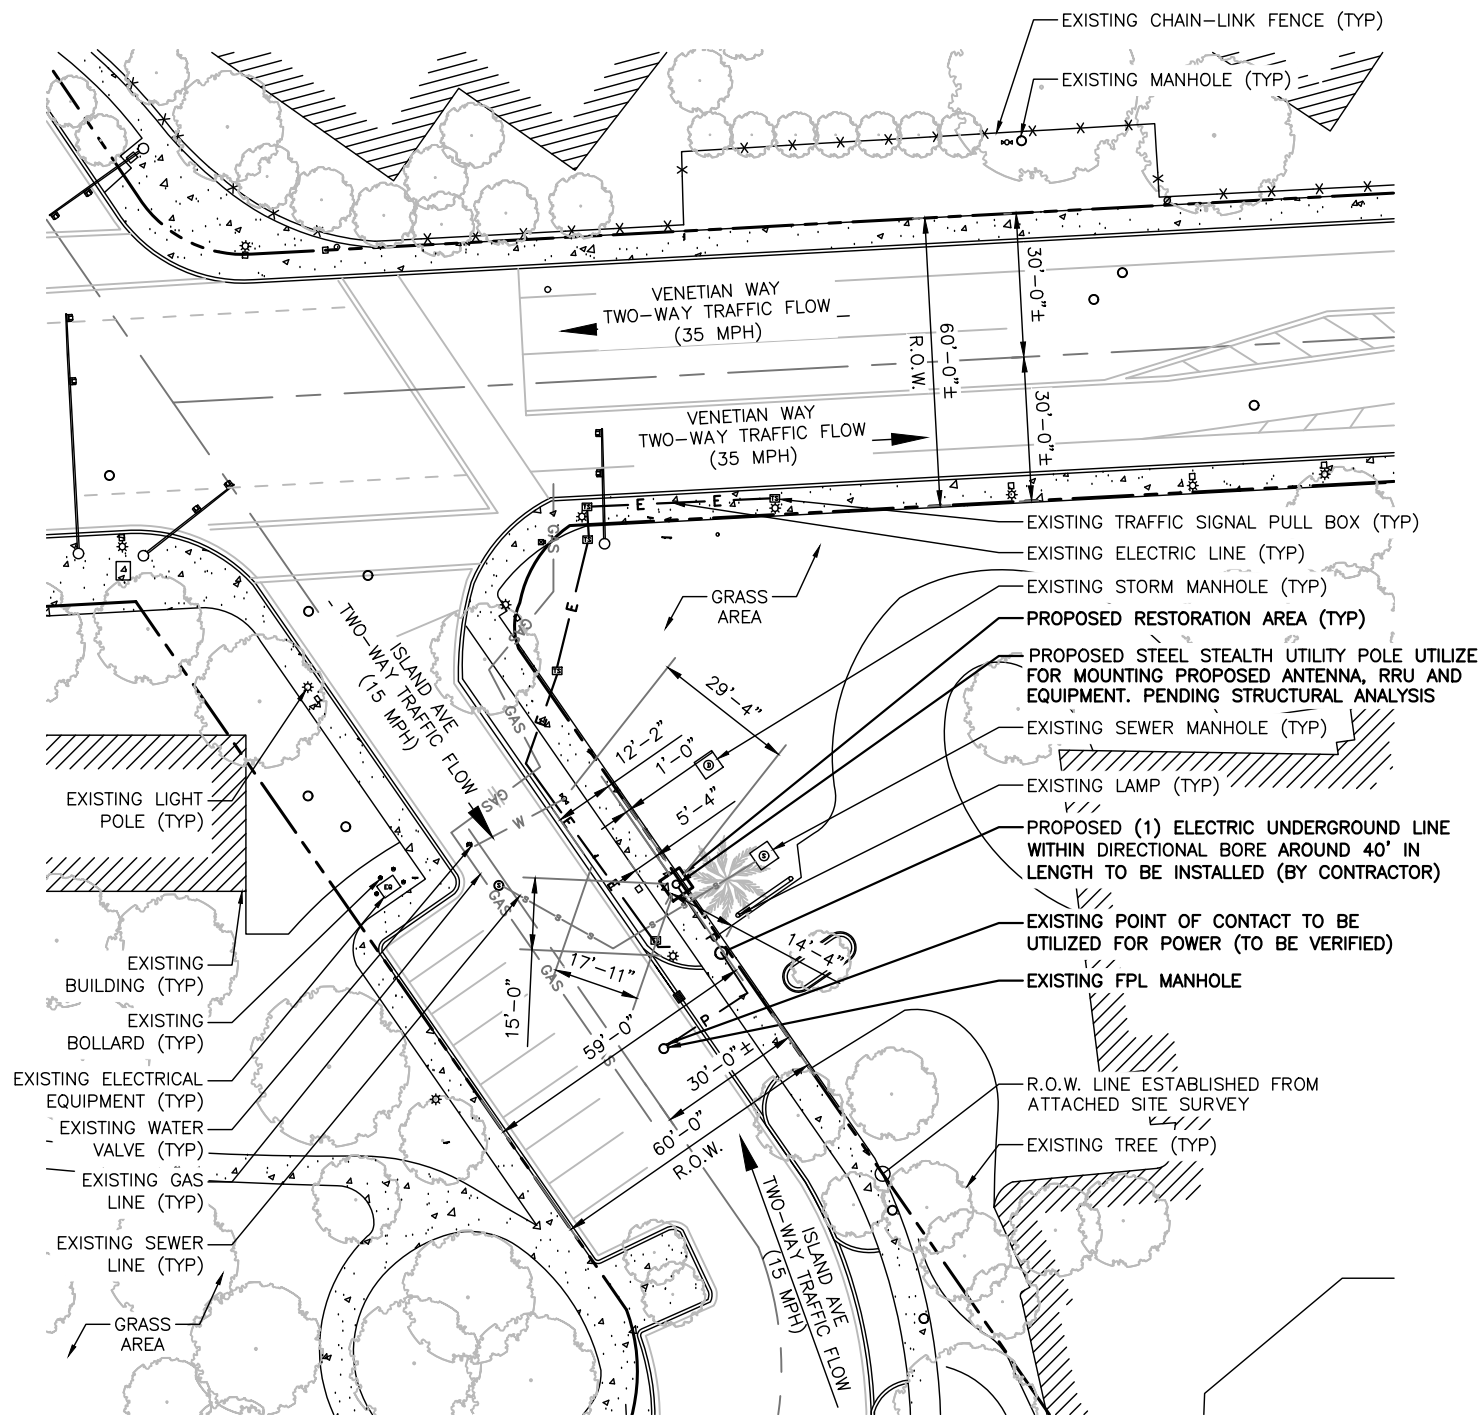 EXISTING CHAIN-LINK FENCE (TYP)
EXISTING MANHOLE (TYP)
VENETIAN WAY
TWO-WAY TRAFFIC FLOW
(35 MPH)
30'-0"±
60'-0"±
R.O.W.
30'-0"±
VENETIAN WAY
TWO-WAY TRAFFIC FLOW
(35 MPH)
E
E
E
GAS
GAS
GAS
GAS
GAS
GAS
W
P
EXISTING TRAFFIC SIGNAL PULL BOX (TYP)
EXISTING ELECTRIC LINE (TYP)
EXISTING STORM MANHOLE (TYP)
PROPOSED RESTORATION AREA (TYP)
PROPOSED STEEL STEALTH UTILITY POLE UTILIZE
FOR MOUNTING PROPOSED ANTENNA, RRU AND
EQUIPMENT. PENDING STRUCTURAL ANALYSIS
EXISTING SEWER MANHOLE (TYP)
EXISTING LAMP (TYP)
PROPOSED (1) ELECTRIC UNDERGROUND LINE
WITHIN DIRECTIONAL BORE AROUND 40' IN
LENGTH TO BE INSTALLED (BY CONTRACTOR)
EXISTING POINT OF CONTACT TO BE
UTILIZED FOR POWER (TO BE VERIFIED)
EXISTING FPL MANHOLE
R.O.W. LINE ESTABLISHED FROM
ATTACHED SITE SURVEY
EXISTING TREE (TYP)
GRASS
AREA
ISLAND AVE
TWO-WAY TRAFFIC FLOW
(15 MPH)
29'-4"
12'-2"
1'-0"
5'-4"
14'-4"
17'-11"
15'-0"
59'-0"
30'-0"±
60'-0"
R.O.W.
ISLAND AVE
TWO-WAY TRAFFIC FLOW
(15 MPH)
EXISTING LIGHT
POLE (TYP)
EXISTING
BUILDING (TYP)
EXISTING
BOLLARD (TYP)
EXISTING ELECTRICAL
EQUIPMENT (TYP)
EXISTING WATER
VALVE (TYP)
EXISTING GAS
LINE (TYP)
EXISTING SEWER
LINE (TYP)
GRASS
AREA